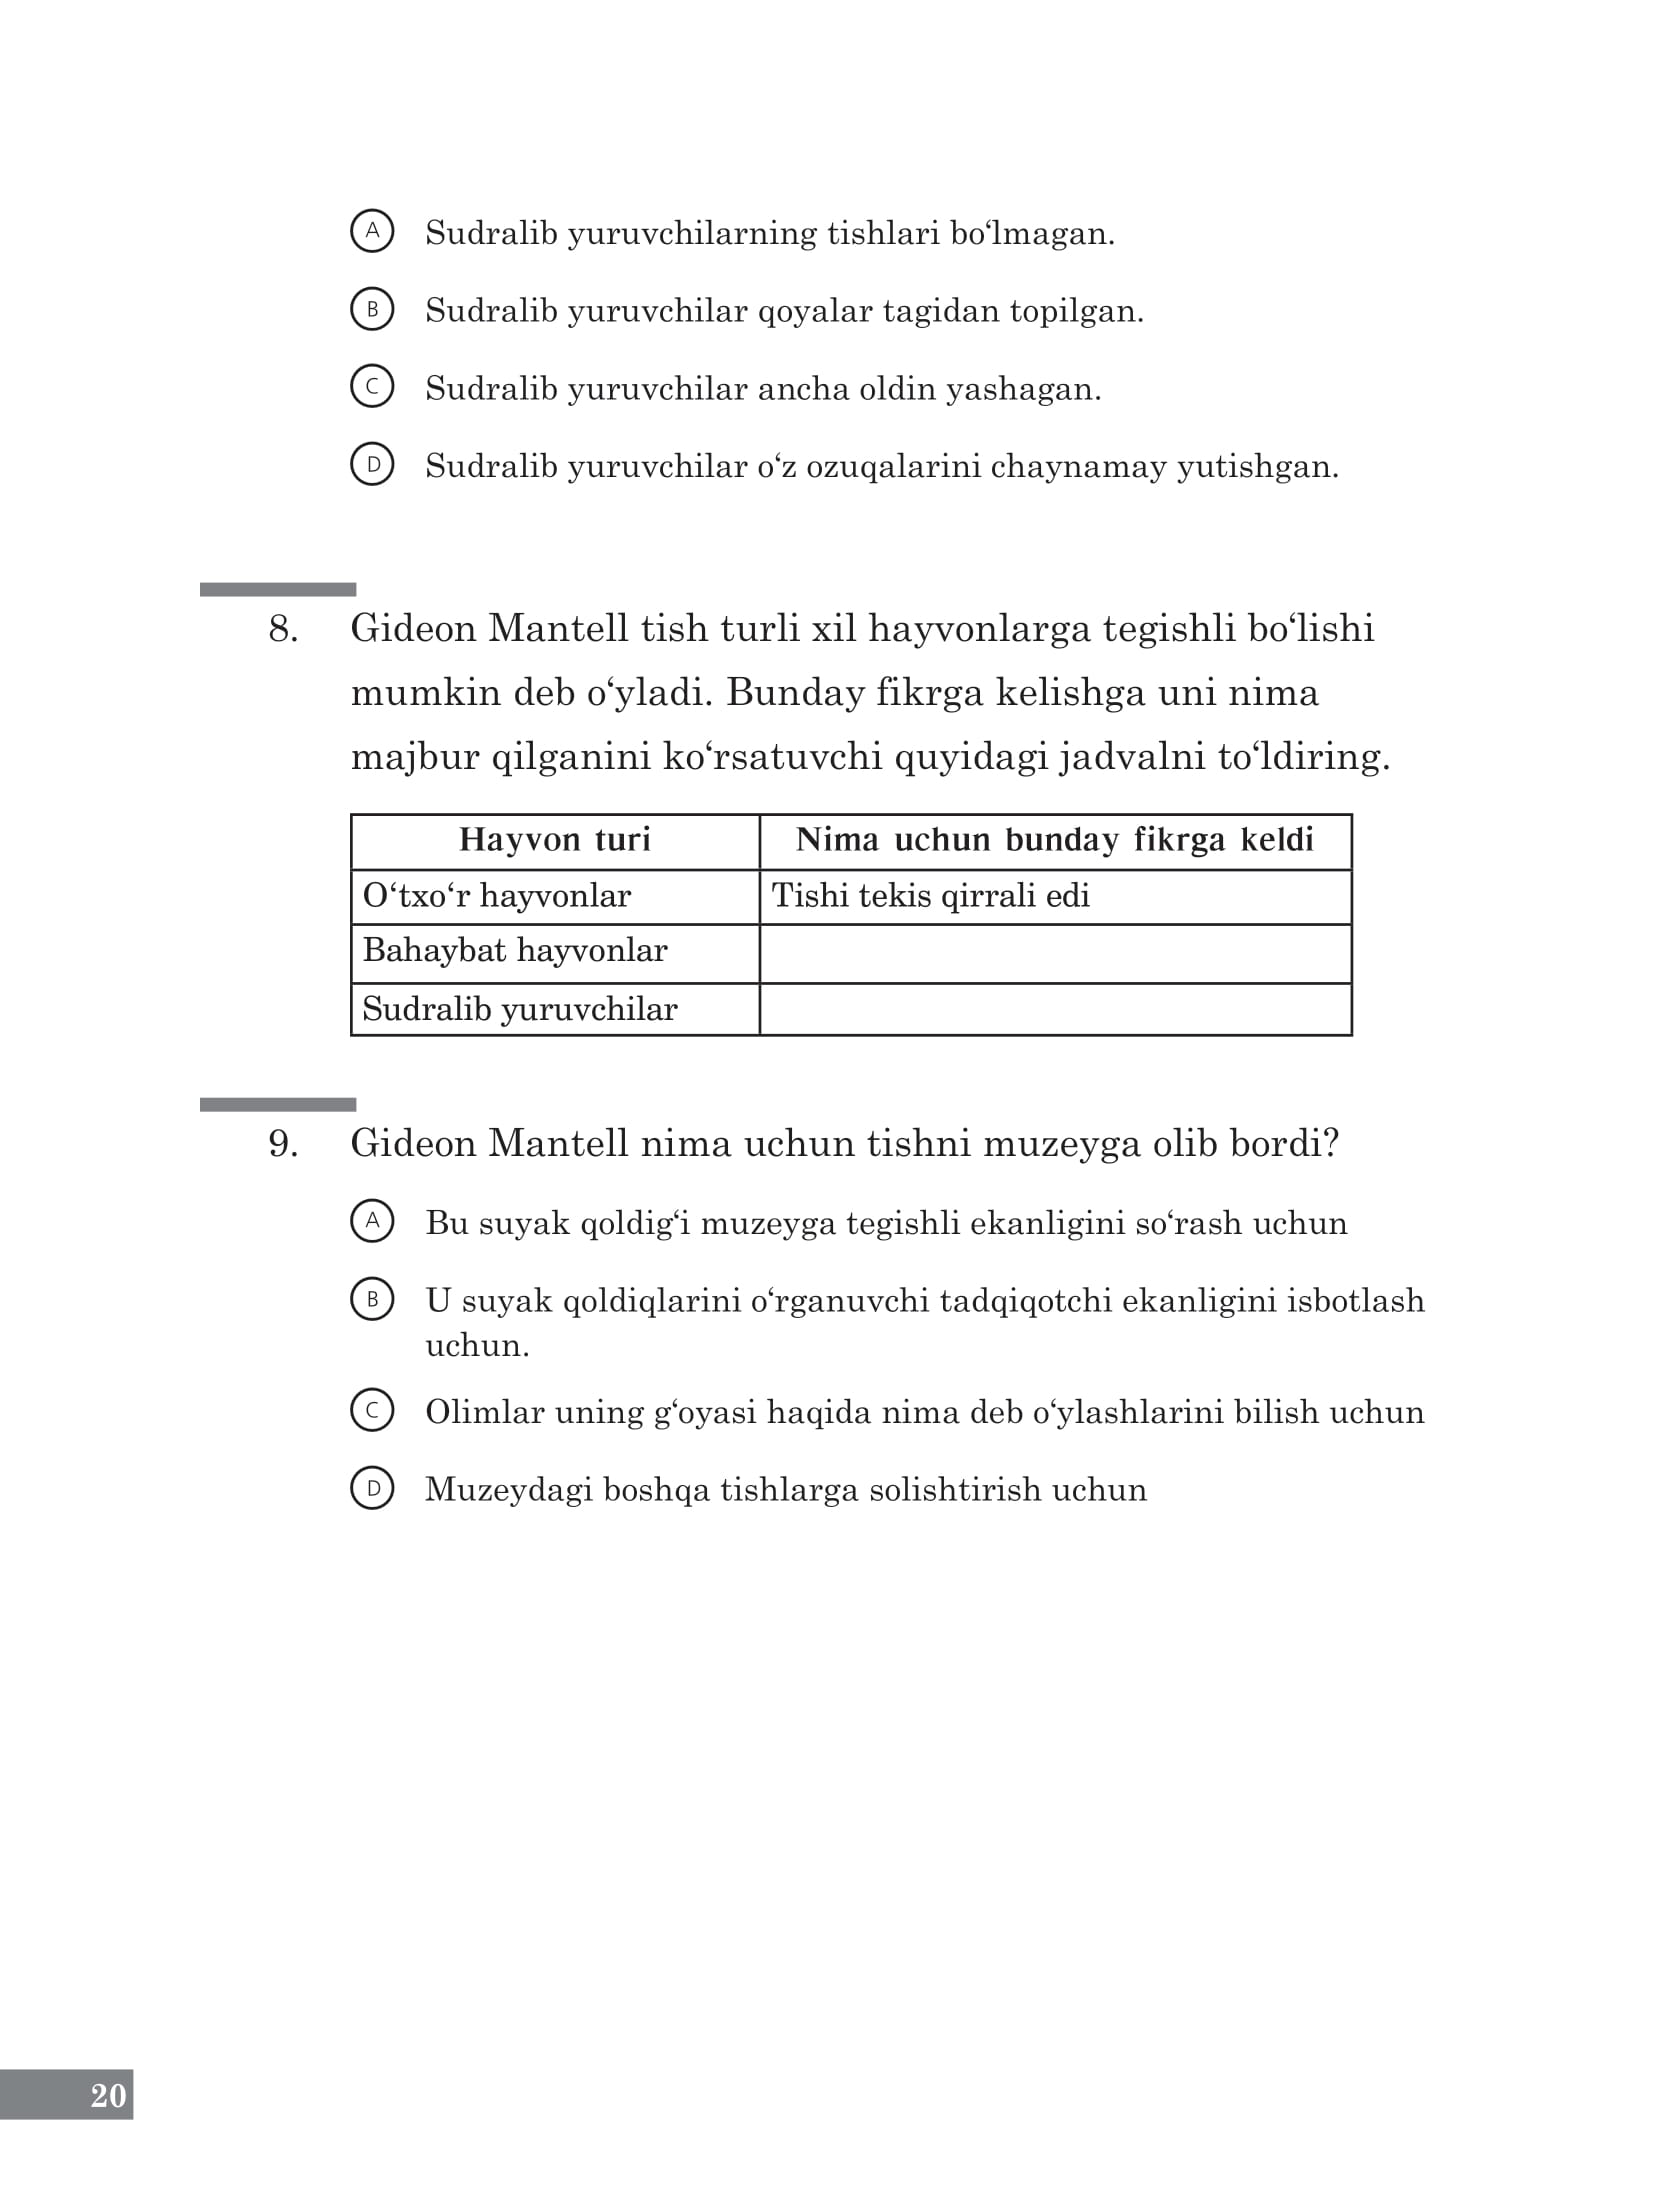 A Sudralib yuruvchilarning tishlari bo‘lmagan.
B Sudralib yuruvchilar qoyalar tagidan topilgan.
C Sudralib yuruvchilar ancha oldin yashagan.
D Sudralib yuruvchilar o‘z ozuqalarini chaynamay yutishgan.
8. Gideon Mantell tish turli xil hayvonlarga tegishli bo‘lishi
mumkin deb o‘yladi. Bunday fikrga kelishga uni nima
majbur qilganini ko‘rsatuvchi quyidagi jadvalni to‘ldiring.
Hayvon turi Nima uchun bunday fikrga keldi
O‘txo‘r hayvonlar Tishi tekis qirrali edi
Bahaybat hayvonlar
Sudralib yuruvchilar
9. Gideon Mantell nima uchun tishni muzeyga olib bordi?
A Bu suyak qoldig‘i muzeyga tegishli ekanligini so‘rash uchun
B U suyak qoldiqlarini o‘rganuvchi tadqiqotchi ekanligini isbotlash
uchun.
C Olimlar uning g‘oyasi haqida nima deb o‘ylashlarini bilish uchun
D Muzeydagi boshqa tishlarga solishtirish uchun
20